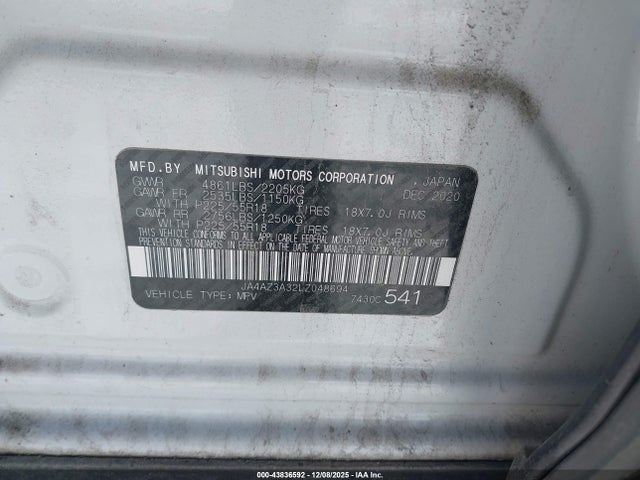 MFD.BY MITSUBISHI MOTORS CORPORATION JAPAN
GVWR 4861LBS/2205KG DEC 2020
GAWR FR 2535LBS/1150KG
WITH P225/55R18 TIRES 18X7.0J RIMS
GAWR RR 2756LBS/1250KG
WITH P225/55R18 TIRES 18X7.0J RIMS
THIS VEHICLE CONFORMS TO ALL APPLICABLE FEDERAL MOTOR VEHICLE SAFETY AND THEFT
PREVENTION STANDARDS IN EFFECT ON THE DATE OF MANUFACTURE SHOWN ABOVE.
JA4AZ3A32LZ048694
VEHICLE TYPE: MPV 7430C 541
© 00-43836592 - 12/08/2025 - IAA Inc.